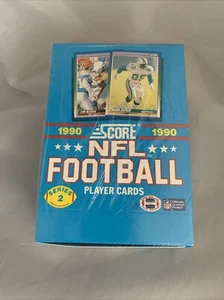 1990
SCORE
1990
NFL
FOOTBALL
PLAYER CARDS
SERIES
2